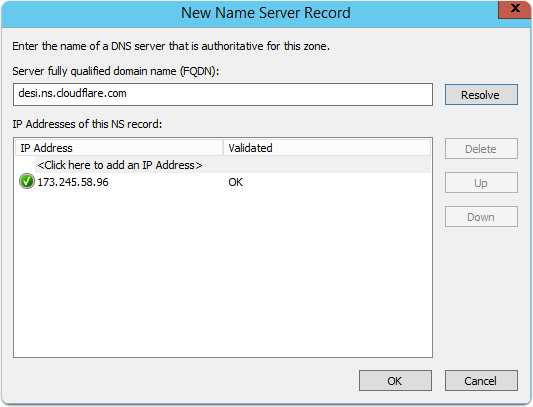 New Name Server Record
x
Enter the name of a DNS server that is authoritative for this zone.
Server fully qualified domain name (FQDN):
desi.ns.cloudflare.com
Resolve
IP Addresses of this NS record:
IP Address Validated
<Click here to add an IP Address>
173.245.58.96 OK
Delete
Up
Down
OK Cancel